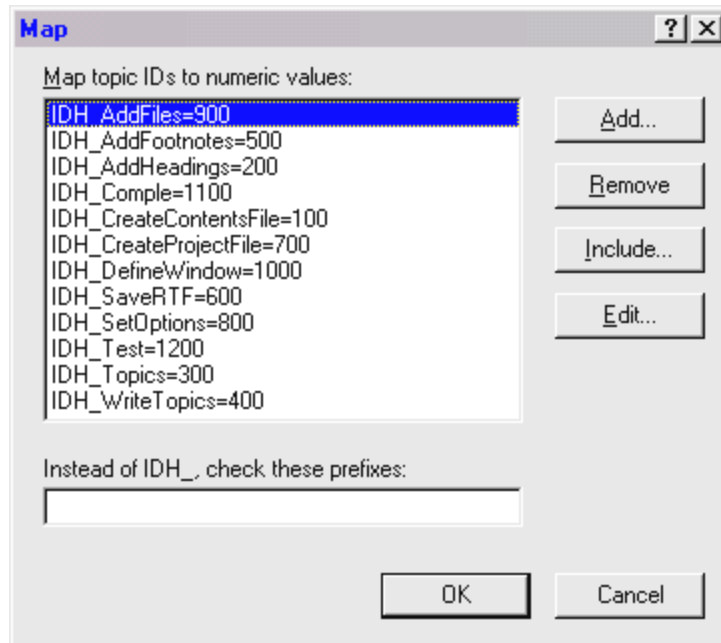 Map
Map topic IDs to numeric values:
IDH_AddFiles=900
IDH_AddFootnotes=500
IDH_AddHeadings=200
IDH_Comple=1100
IDH_CreateContentsFile=100
IDH_CreateProjectFile=700
IDH_DefineWindow=1000
IDH_SaveRTF=600
IDH_SetOptions=800
IDH_Test=1200
IDH_Topics=300
IDH_WriteTopics=400
Add...
Remove
Include...
Edit...
Instead of IDH_, check these prefixes:
OK
Cancel